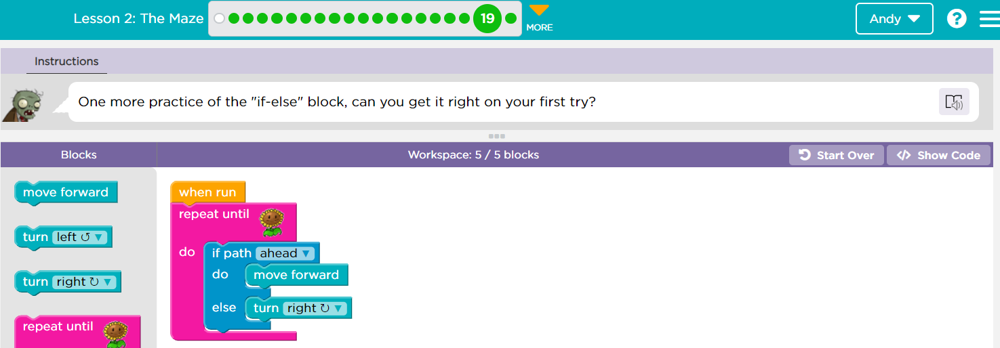 Lesson 2: The Maze
19
MORE
Andy
?
Instructions
One more practice of the "if-else" block, can you get it right on your first try?
Blocks
Workspace: 5 / 5 blocks
Start Over
</> Show Code
move forward
turn left ↺ ▼
turn right ↻ ▼
repeat until
when run
repeat until
do
if path ahead ▼
do
move forward
else
turn right ↻ ▼